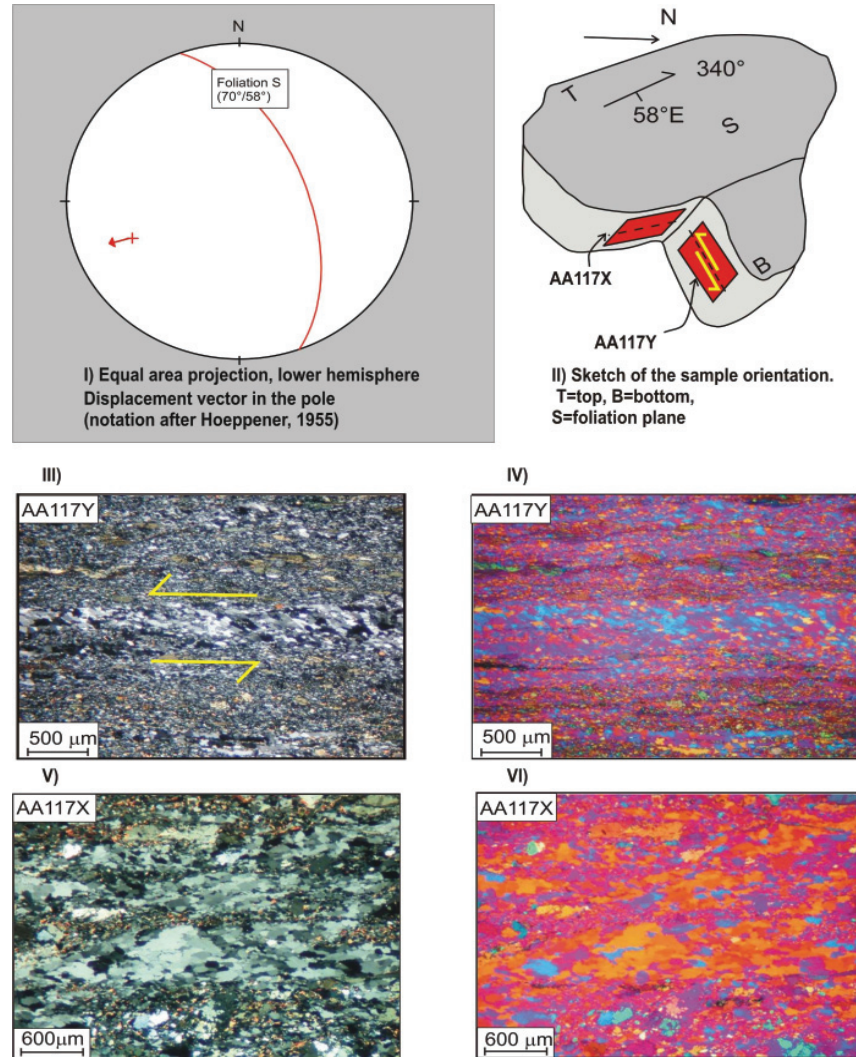 N
Foliation S
(70°/58°)
I) Equal area projection, lower hemisphere
Displacement vector in the pole
(notation after Hoeppener, 1955)
N
340°
T
58°E
S
AA117X
B
AA117Y
II) Sketch of the sample orientation.
T=top, B=bottom,
S=foliation plane
III)
AA117Y
500 μm
IV)
AA117Y
500 μm
V)
AA117X
600μm
VI)
AA117X
600 μm